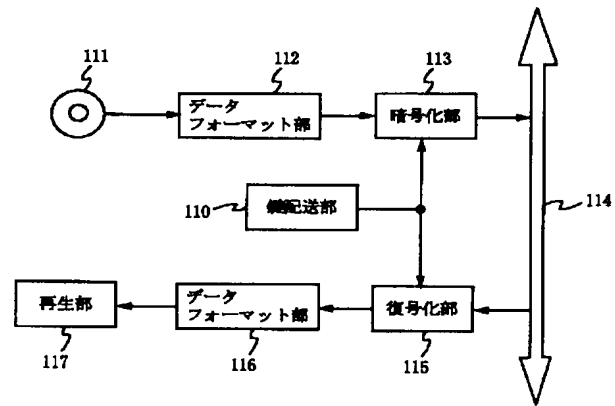 111
112
113
データ
フォーマット部
暗号化部
110
鍵配送部
114
再生部
データ
フォーマット部
復号化部
117
116
115